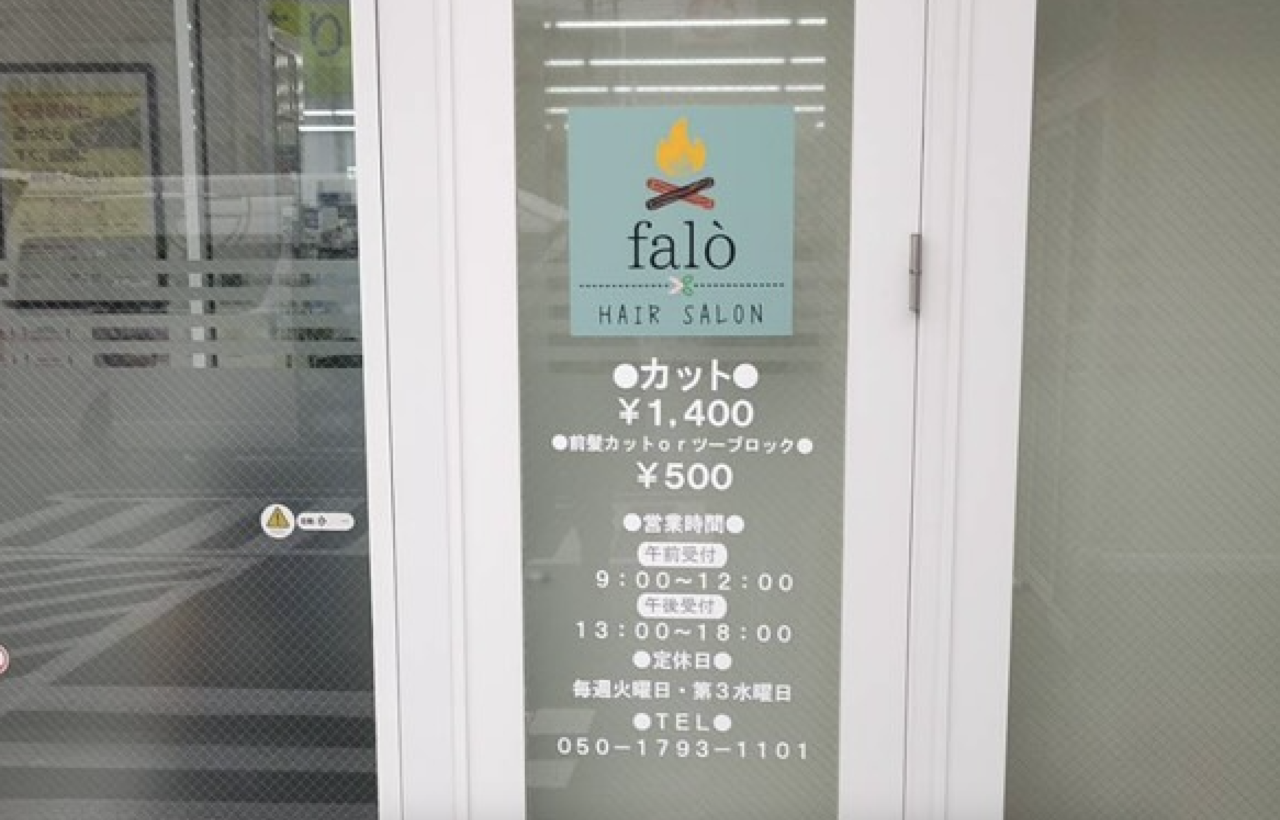 り
falò
HAIR SALON
●カット●
¥1,400
●前髪カットorツーブロック●
¥500
●営業時間●
午前受付
9:00~12:00
午後受付
13:00~18:00
●定休日●
毎週火曜日・第3水曜日
●TEL●
050-1793-1101